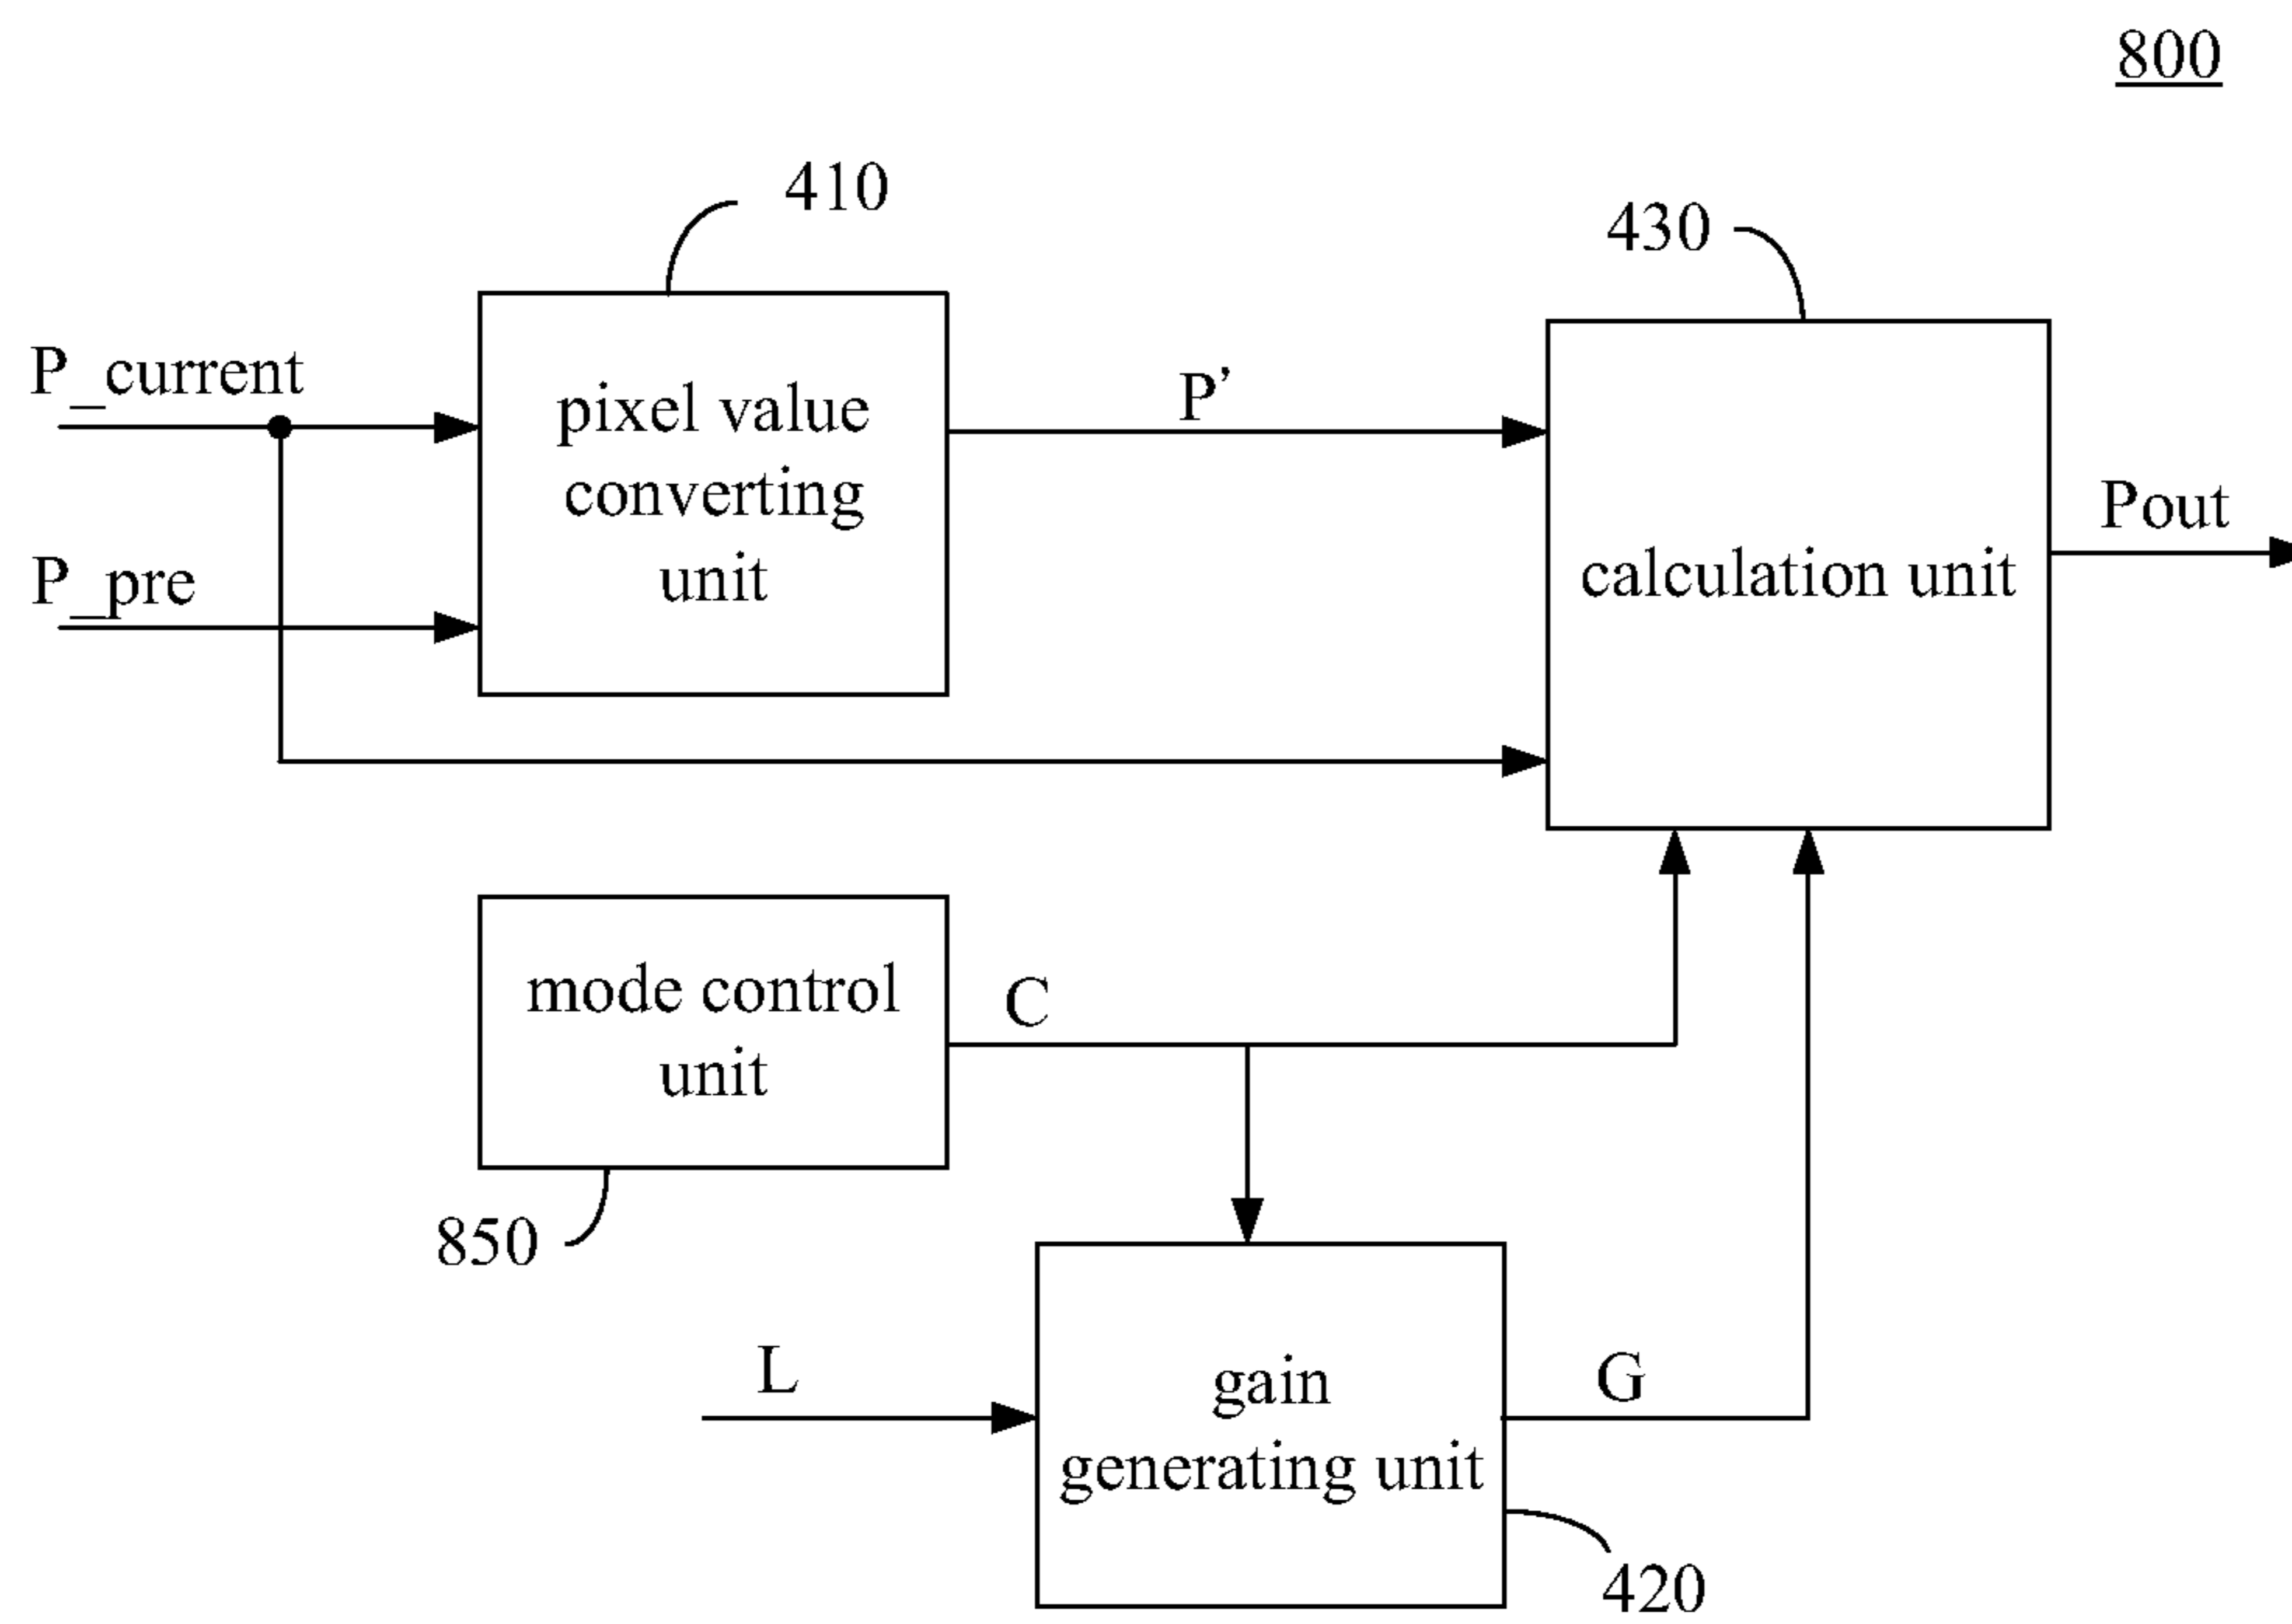 800
410
430
P_current
pixel value
converting
unit
P'
P_pre
calculation unit
Pout
mode control
unit
C
850
L
gain
generating unit
G
420